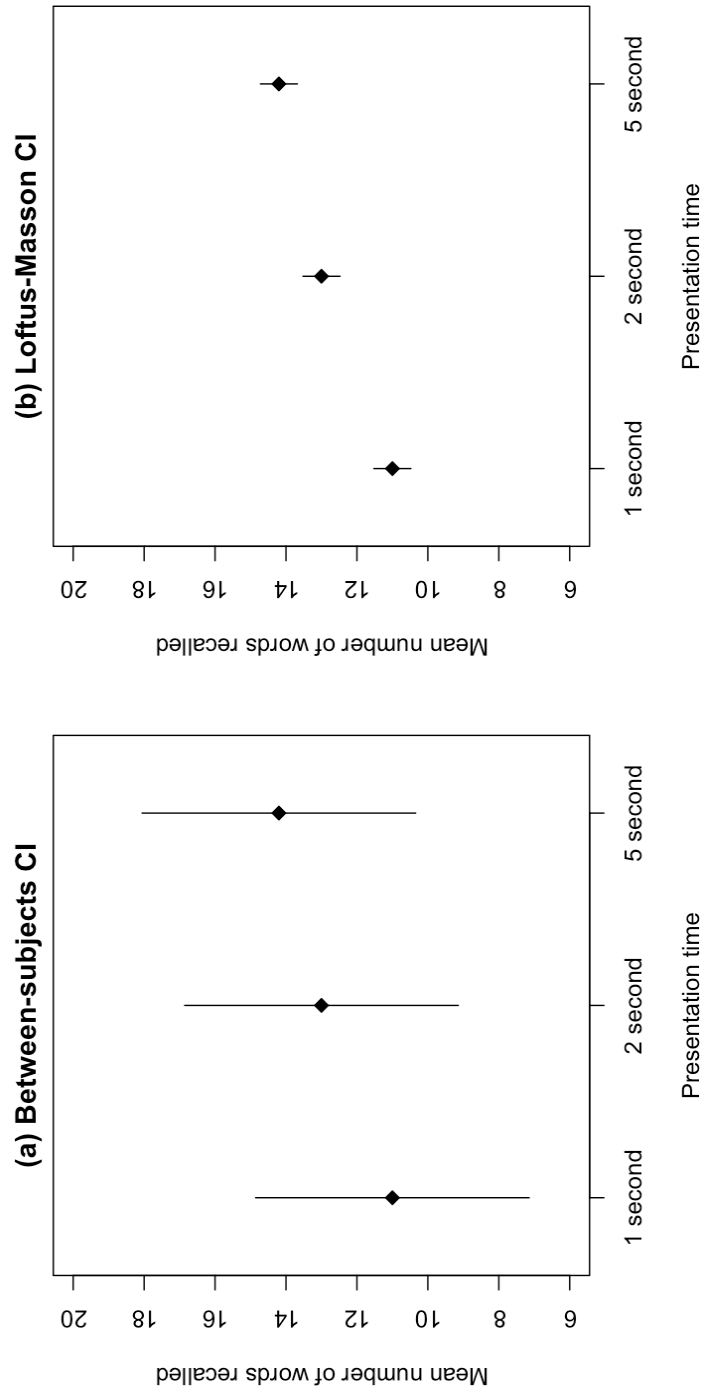 (a) Between-subjects CI
Mean number of words recalled
20
18
16
14
12
10
8
6
1 second
2 second
5 second
Presentation time
(b) Loftus-Masson CI
Mean number of words recalled
20
18
16
14
12
10
8
6
1 second
2 second
5 second
Presentation time